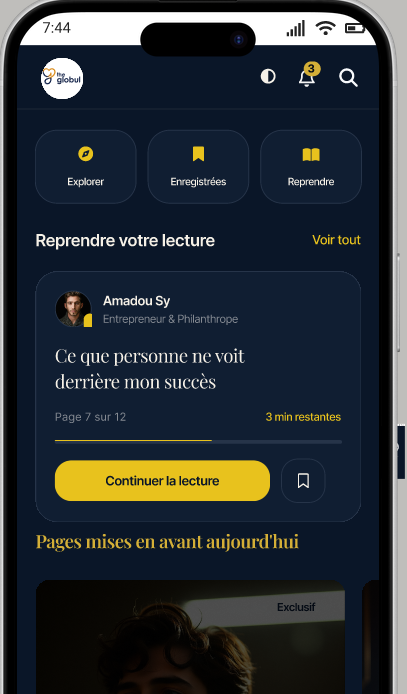 7:44
3
the
globul
Explorer
Enregistrées
Reprendre
Reprendre votre lecture
Voir tout
Amadou Sy
Entrepreneur & Philanthrope
Ce que personne ne voit
derrière mon succès
Page 7 sur 12
3 min restantes
Continuer la lecture
Pages mises en avant aujourd'hui
Exclusif